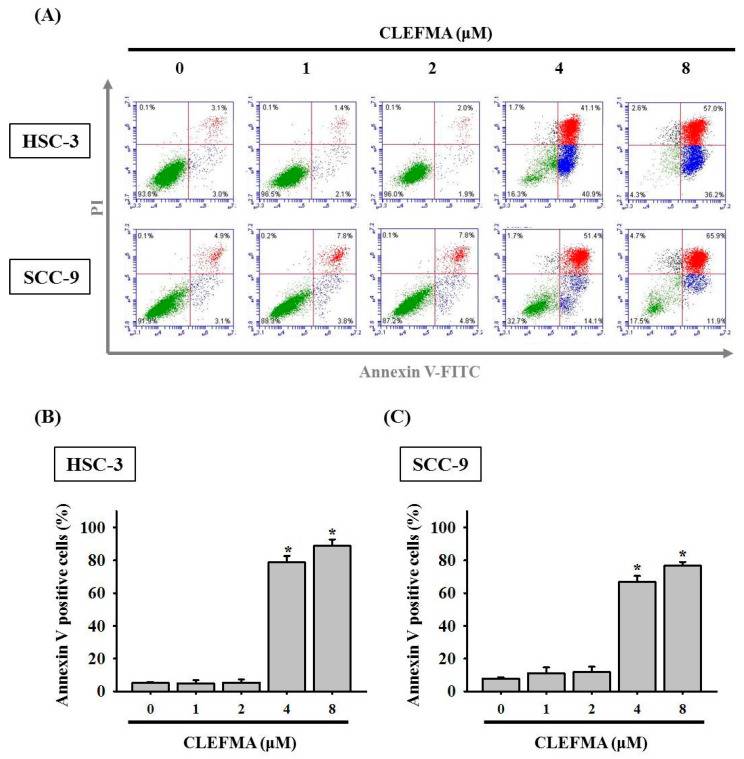 (A)
CLEFMA (µM)
0 1 2 4 8
HSC-3
0.1% 3.1% 0.1% 1.4% 0.1% 2.0% 1.7% 41.1% 2.6% 57.0%
93.8% 3.0% 96.5% 2.1% 96.0% 1.9% 16.3% 40.9% 4.3% 36.2%
PI
SCC-9
0.1% 4.9% 0.2% 7.8% 0.1% 7.8% 1.7% 51.4% 4.7% 65.9%
91.9% 3.1% 3.8% 87.2% 4.8% 32.7% 14.1% 17.5% 11.9%
Annexin V-FITC
(B)
HSC-3
Annexin V positive cells (%)
100
80
60
40
20
0
* *
0 1 2 4 8
CLEFMA (µM)
(C)
SCC-9
Annexin V positive cells (%)
100
80
60
40
20
0
* *
0 1 2 4 8
CLEFMA (µM)